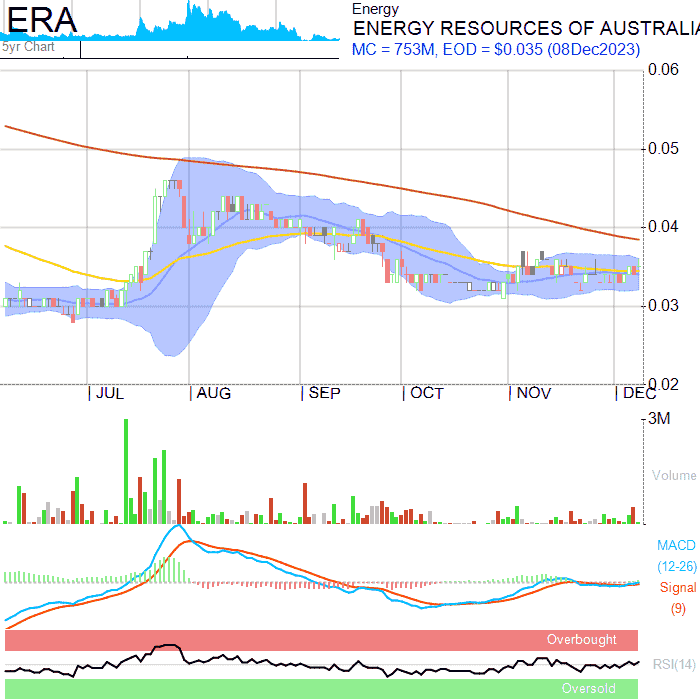 ERA
5yr Chart
Energy
ENERGY RESOURCES OF AUSTRALIA
MC = 753M, EOD = $0.035 (08Dec2023)
0.06
0.05
0.04
0.03
0.02
JUL AUG SEP OCT NOV DEC
3M
Volume
MACD
(12-26)
Signal
(9)
Overbought
RSI(14)
Oversold